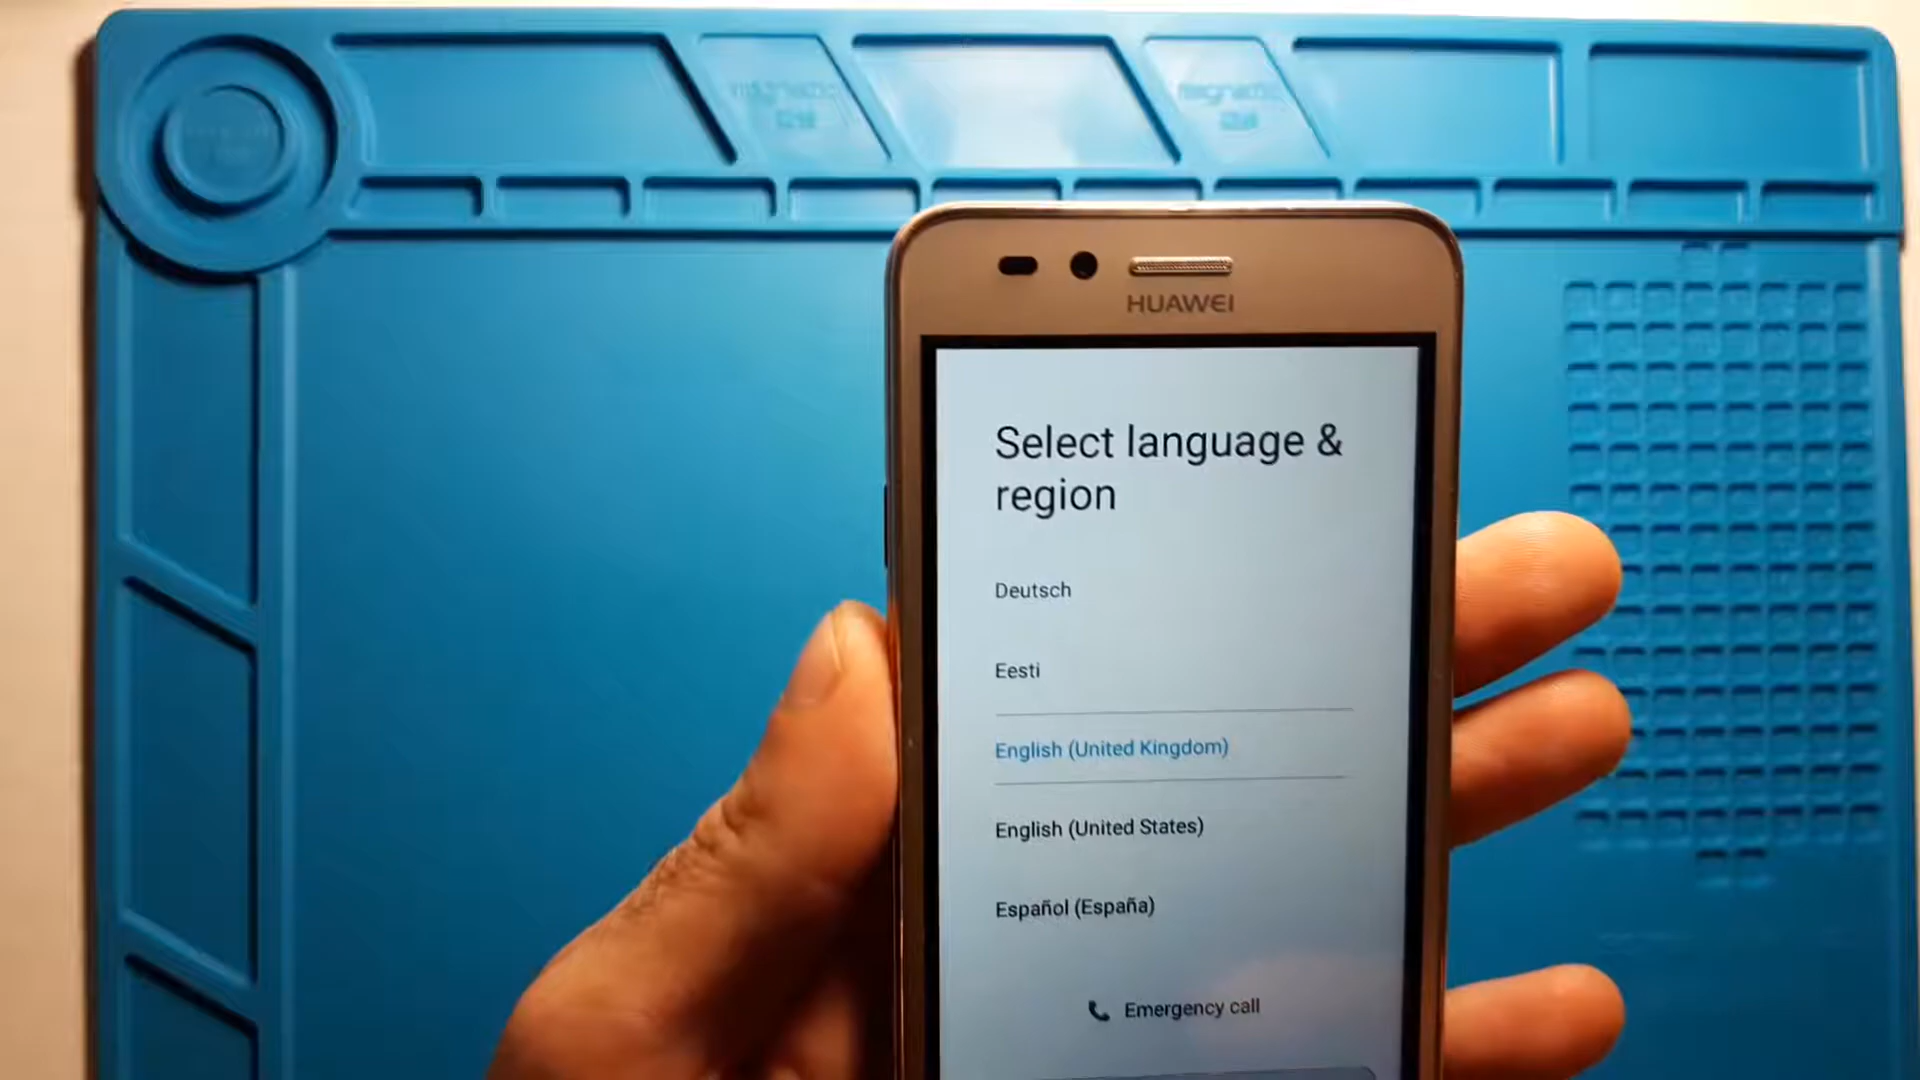 HUAWEI
Select language &
region
Deutsch
Eesti
English (United Kingdom)
English (United States)
Español (España)
Emergency call